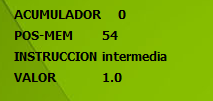 ACUMULADOR 0
POS-MEM 54
INSTRUCCION intermedia
VALOR 1.0